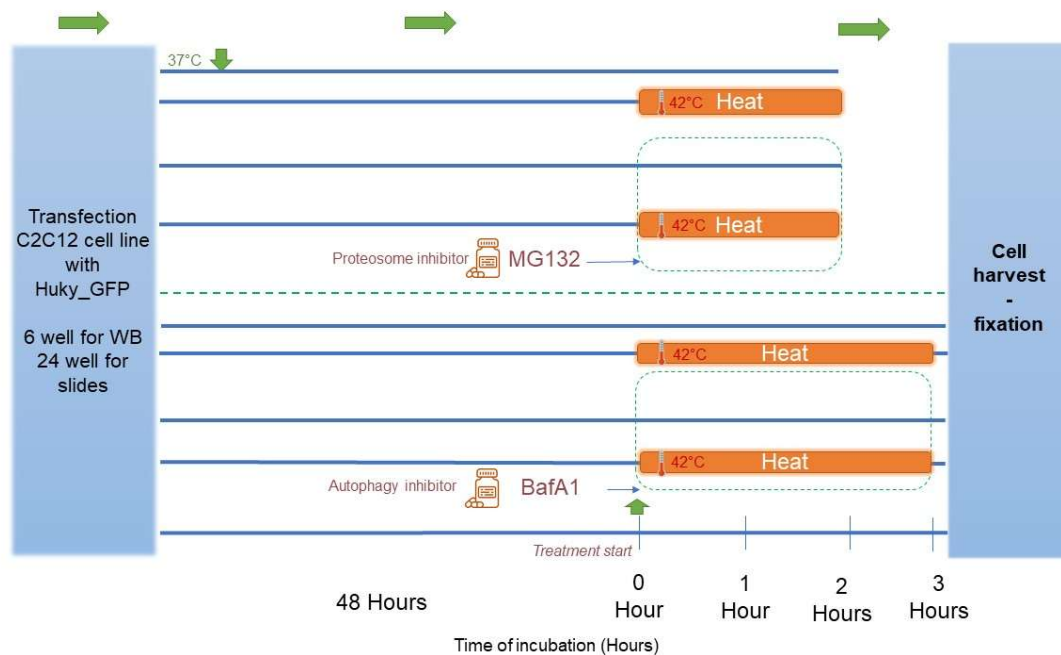 37°C
42°C Heat
Transfection
C2C12 cell line
with
Huky_GFP
6 well for WB
24 well for
slides
42°C Heat
Proteosome inhibitor MG132
Cell
harvest
-
fixation
42°C Heat
42°C Heat
Autophagy inhibitor BafA1
Treatment start
48 Hours
0
Hour
1
Hour
2
Hours
3
Hours
Time of incubation (Hours)